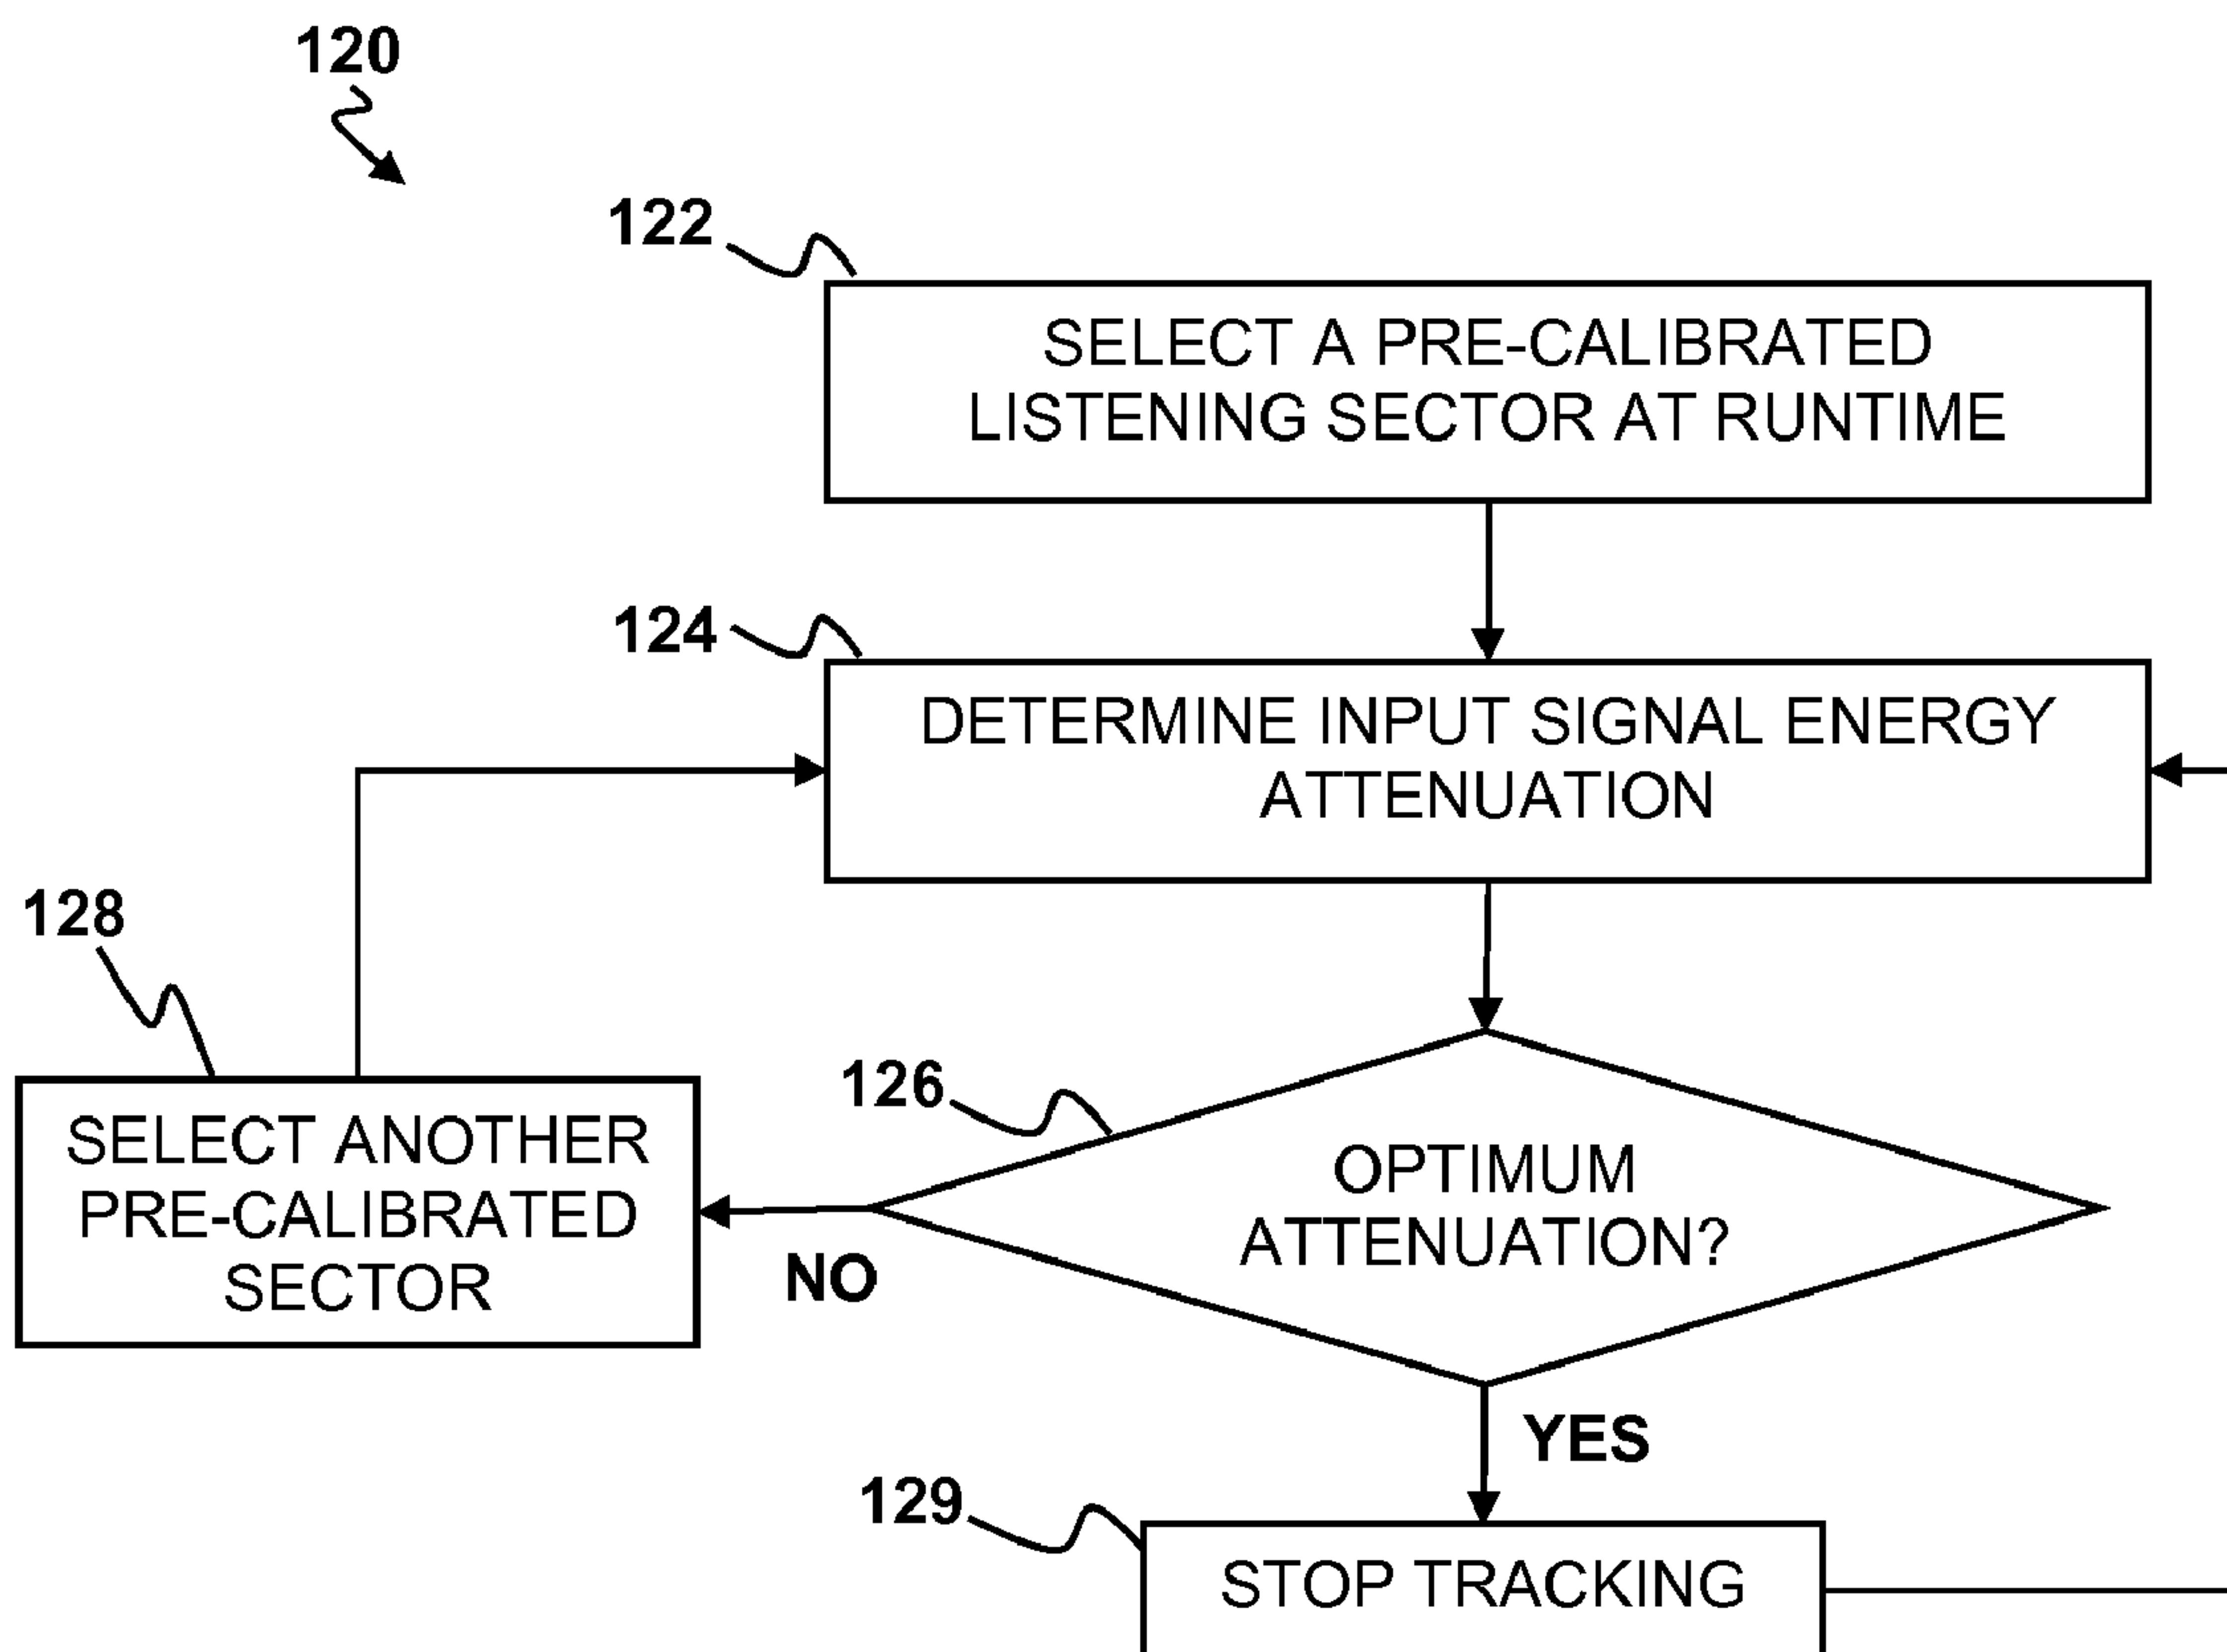 120
122
SELECT A PRE-CALIBRATED
LISTENING SECTOR AT RUNTIME
124
DETERMINE INPUT SIGNAL ENERGY
ATTENUATION
128
SELECT ANOTHER
PRE-CALIBRATED
SECTOR
126
OPTIMUM
ATTENUATION?
NO
YES
129
STOP TRACKING